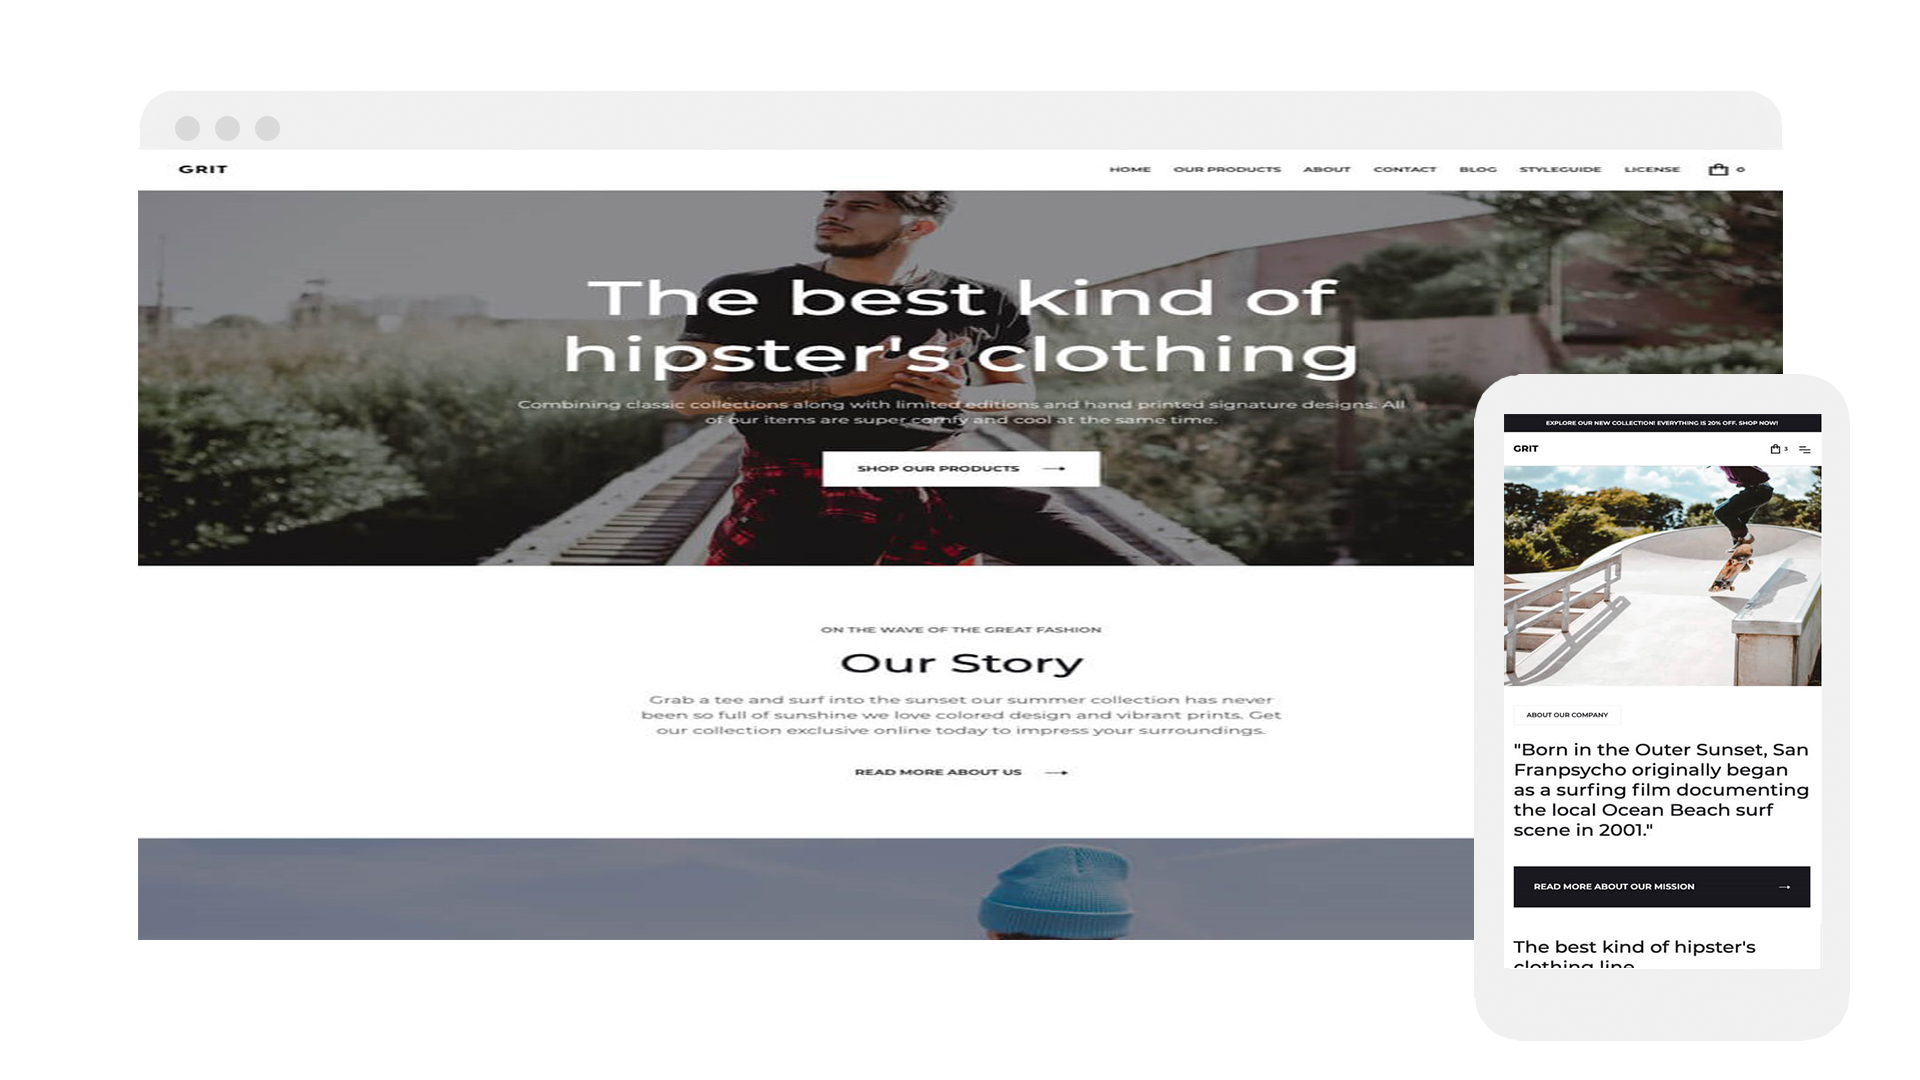 GRIT
HOME OUR PRODUCTS ABOUT CONTACT BLOG STYLEGUIDE LICENSE 0
The best kind of
hipster's clothing
Combining classic collections along with limited editions and hand printed signature designs. All
of our items are super comfy and cool at the same time.
SHOP OUR PRODUCTS
ON THE WAVE OF THE GREAT FASHION
Our Story
Grab a tee and surf into the sunset our summer collection has never
been so full of sunshine we love colored design and vibrant prints. Get
our collection exclusive online today to impress your surroundings.
READ MORE ABOUT US
EXPLORE OUR NEW COLLECTION! EVERYTHING IS 20% OFF. SHOP NOW!
GRIT 3
ABOUT OUR COMPANY
"Born in the Outer Sunset, San
Franpsycho originally began
as a surfing film documenting
the local Ocean Beach surf
scene in 2001."
READ MORE ABOUT OUR MISSION
The best kind of hipster's
clothing line